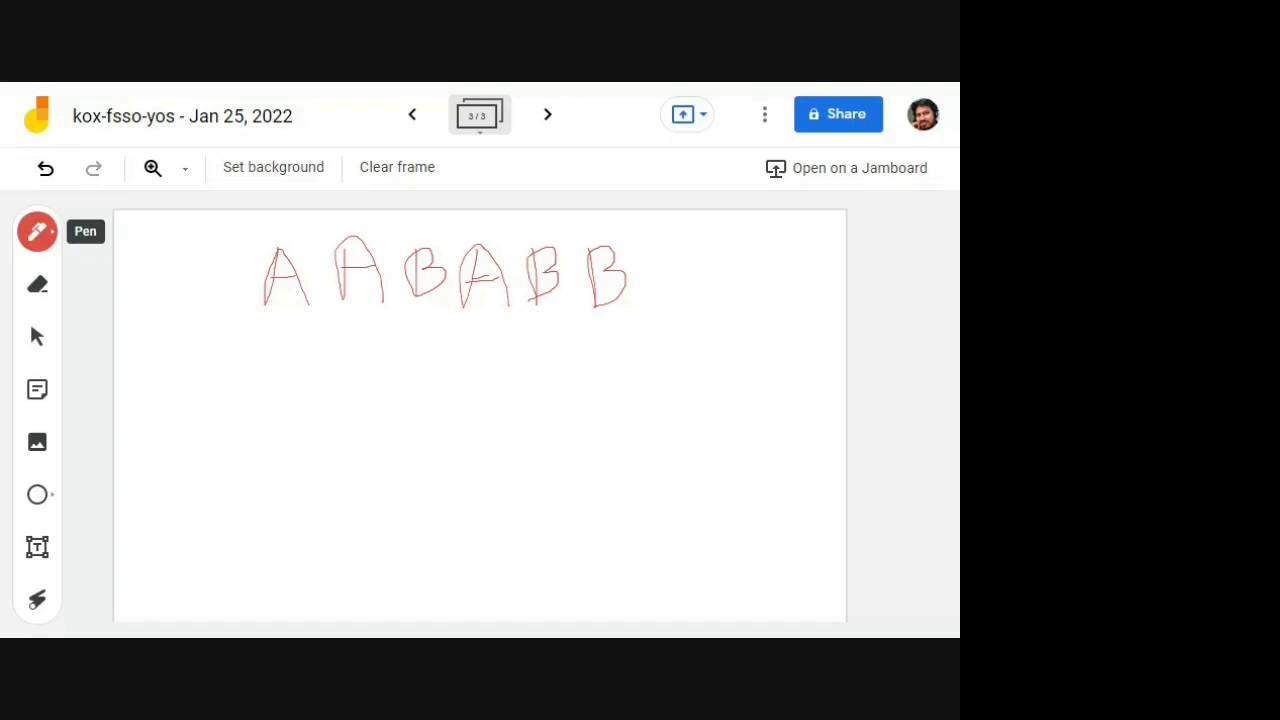 kox-fsso-yos - Jan 25, 2022
3 / 3
Share
Set background
Clear frame
Open on a Jamboard
Pen
A A B A B B
T